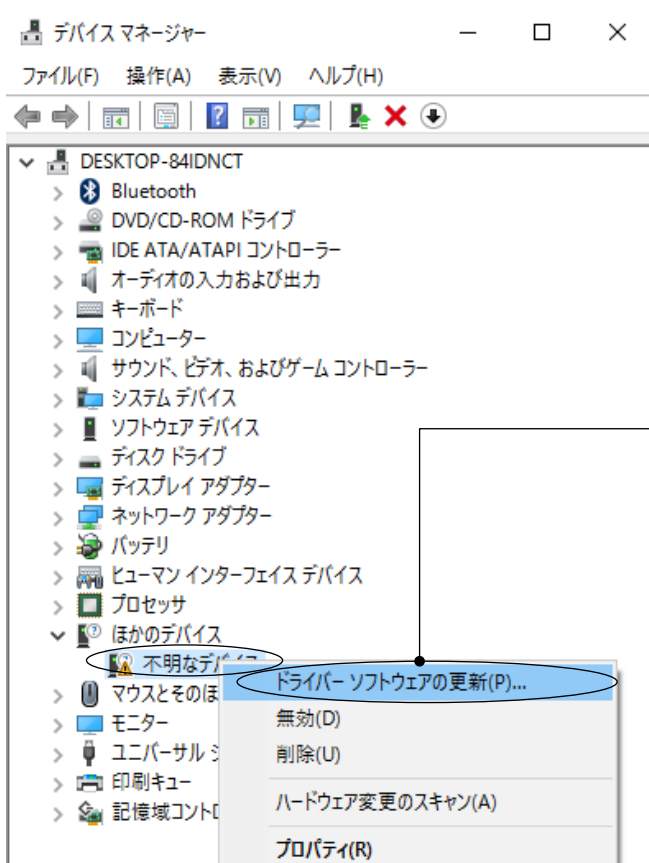 デバイス マネージャー
ファイル(F) 操作(A) 表示(V) ヘルプ(H)
DESKTOP-84IDNCT
Bluetooth
DVD/CD-ROM ドライブ
IDE ATA/ATAPI コントローラー
オーディオの入力および出力
キーボード
コンピューター
サウンド、ビデオ、およびゲーム コントローラー
システム デバイス
ソフトウェア デバイス
ディスク ドライブ
ディスプレイ アダプター
ネットワーク アダプター
バッテリ
ヒューマン インターフェイス デバイス
プロセッサ
ほかのデバイス
不明なデバ
ドライバー ソフトウェアの更新(P)...
マウスとそのほ
無効(D)
モニター
削除(U)
ユニバーサル シ
印刷キュー
ハードウェア変更のスキャン(A)
記憶域コントロ
プロパティ(R)